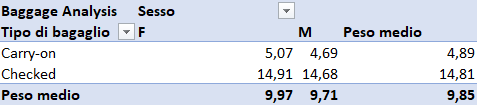 Baggage Analysis Sesso
Tipo di bagaglio F M Peso medio
Carry-on 5,07 4,69 4,89
Checked 14,91 14,68 14,81
Peso medio 9,97 9,71 9,85